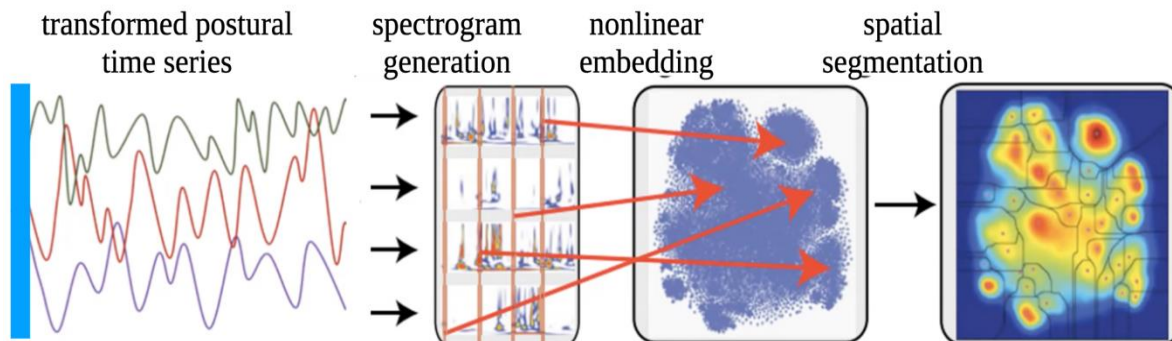 transformed postural
time series
spectrogram
generation
nonlinear
embedding
spatial
segmentation